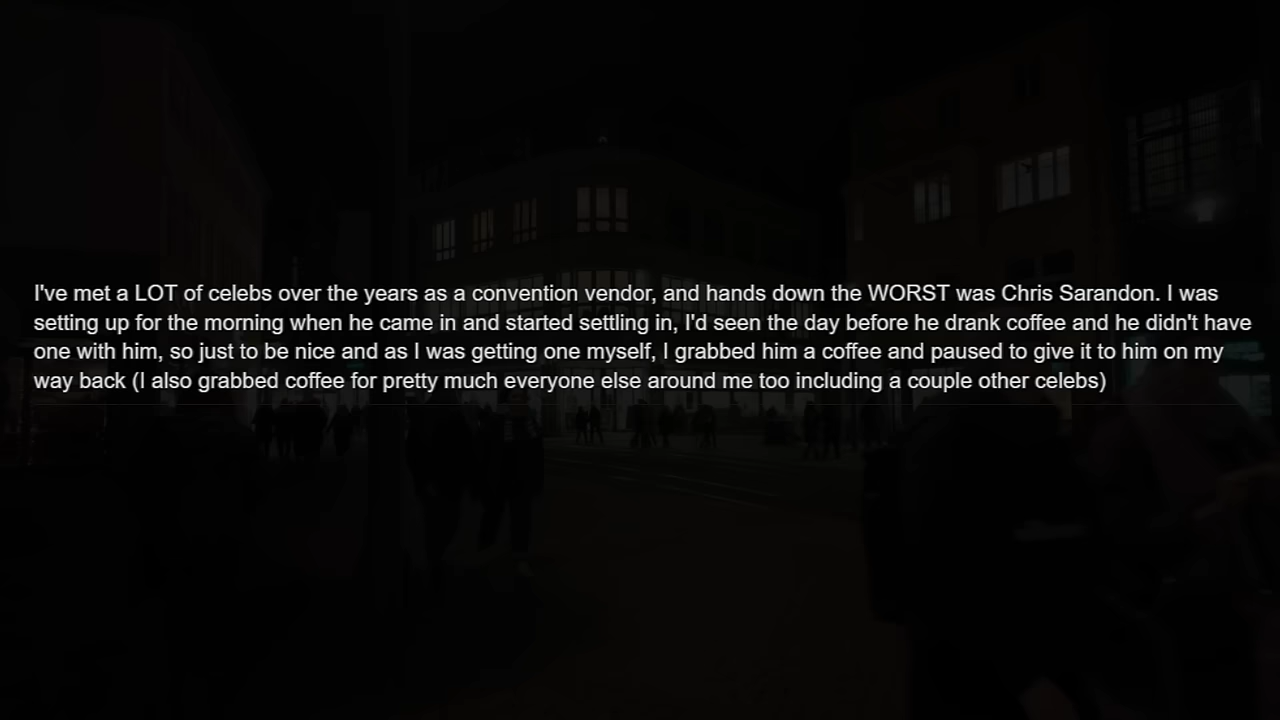 I've met a LOT of celebs over the years as a convention vendor, and hands down the WORST was Chris Sarandon. I was
setting up for the morning when he came in and started settling in, I'd seen the day before he drank coffee and he didn't have
one with him, so just to be nice and as I was getting one myself, I grabbed him a coffee and paused to give it to him on my
way back (I also grabbed coffee for pretty much everyone else around me too including a couple other celebs)